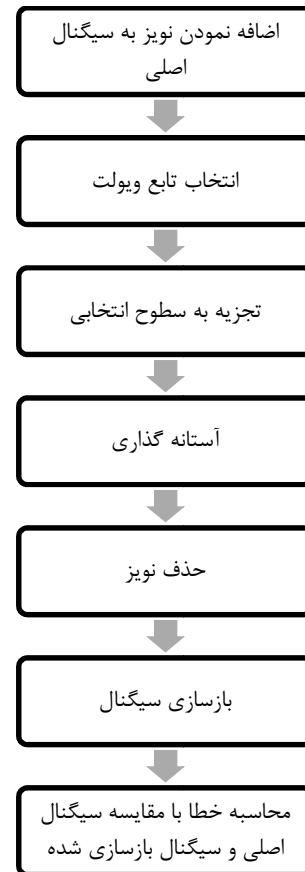 اضافه نمودن نویز به سیگنال
اصلی
انتخاب تابع ویولت
تجزیه به سطوح انتخابی
آستانه گذاری
حذف نویز
بازسازی سیگنال
محاسبه خطا با مقایسه سیگنال
اصلی و سیگنال بازسازی شده